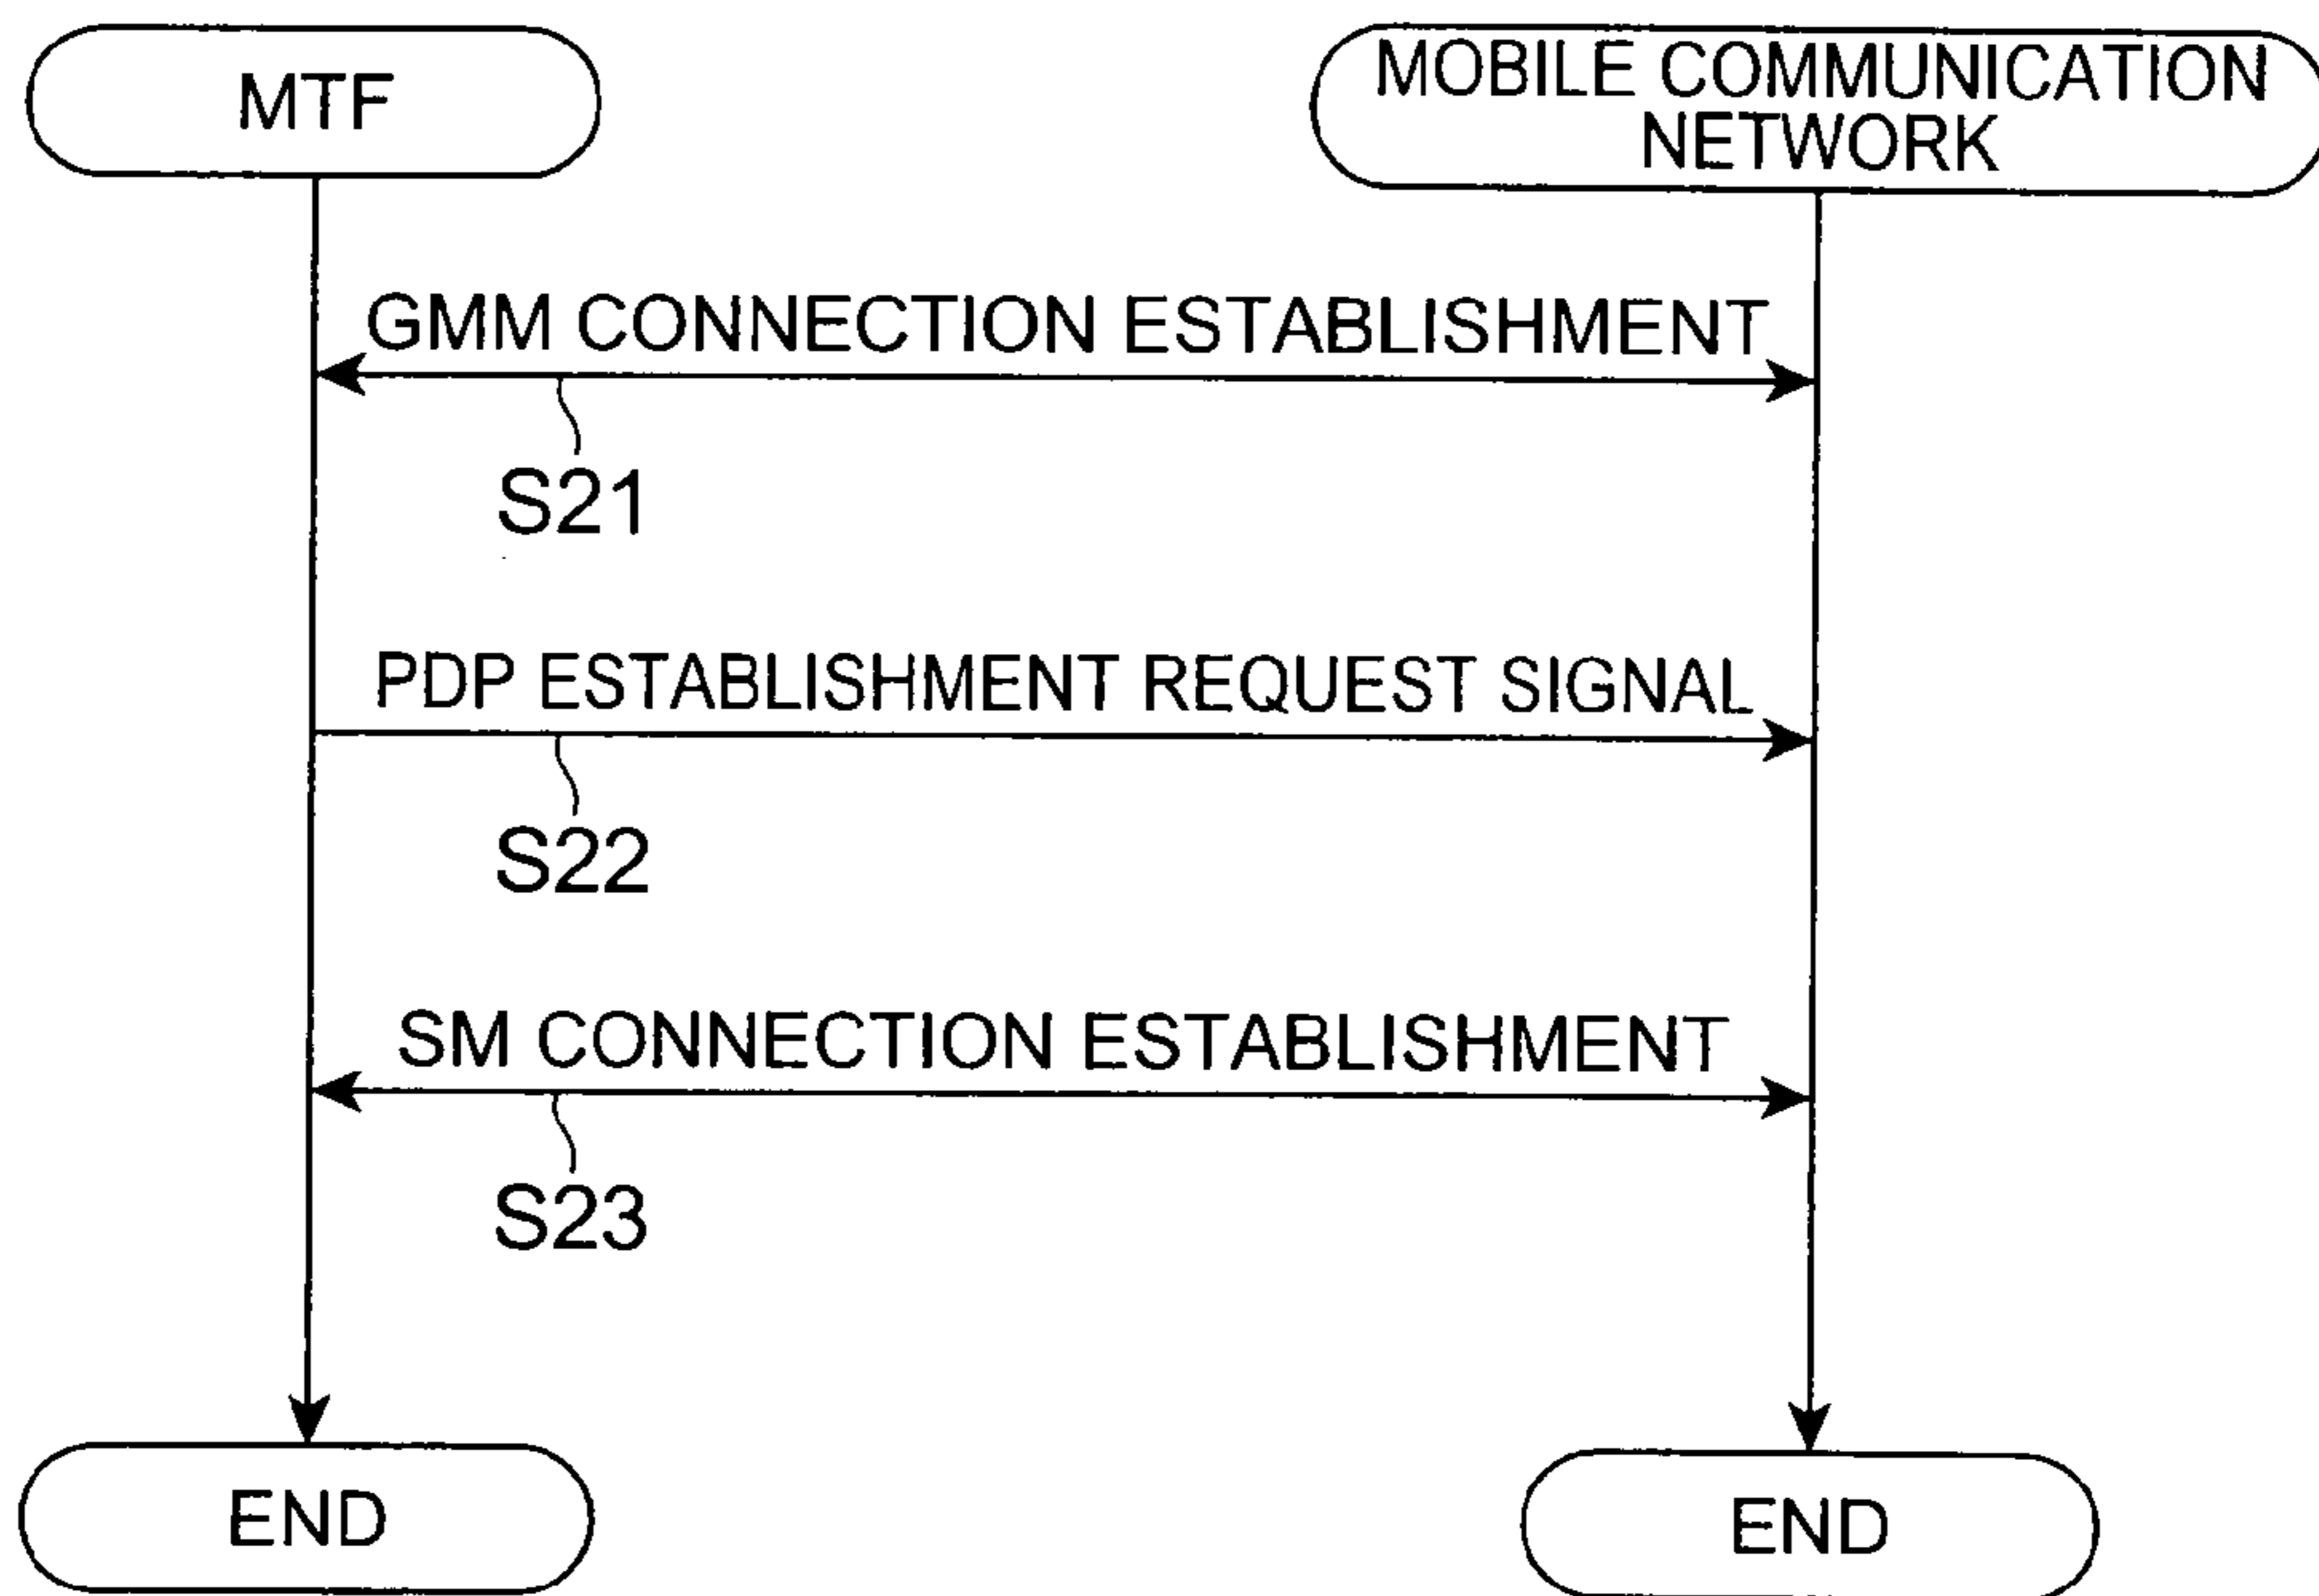 MTF
MOBILE COMMUNICATION
NETWORK
GMM CONNECTION ESTABLISHMENT
S21
PDP ESTABLISHMENT REQUEST SIGNAL
S22
SM CONNECTION ESTABLISHMENT
S23
END
END